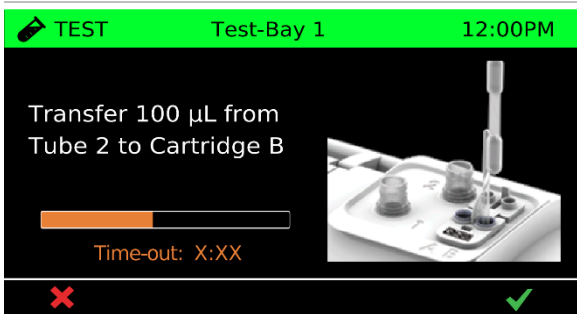 TEST
Test-Bay 1
12:00PM
Transfer 100 µL from
Tube 2 to Cartridge B
Time-out: X:XX